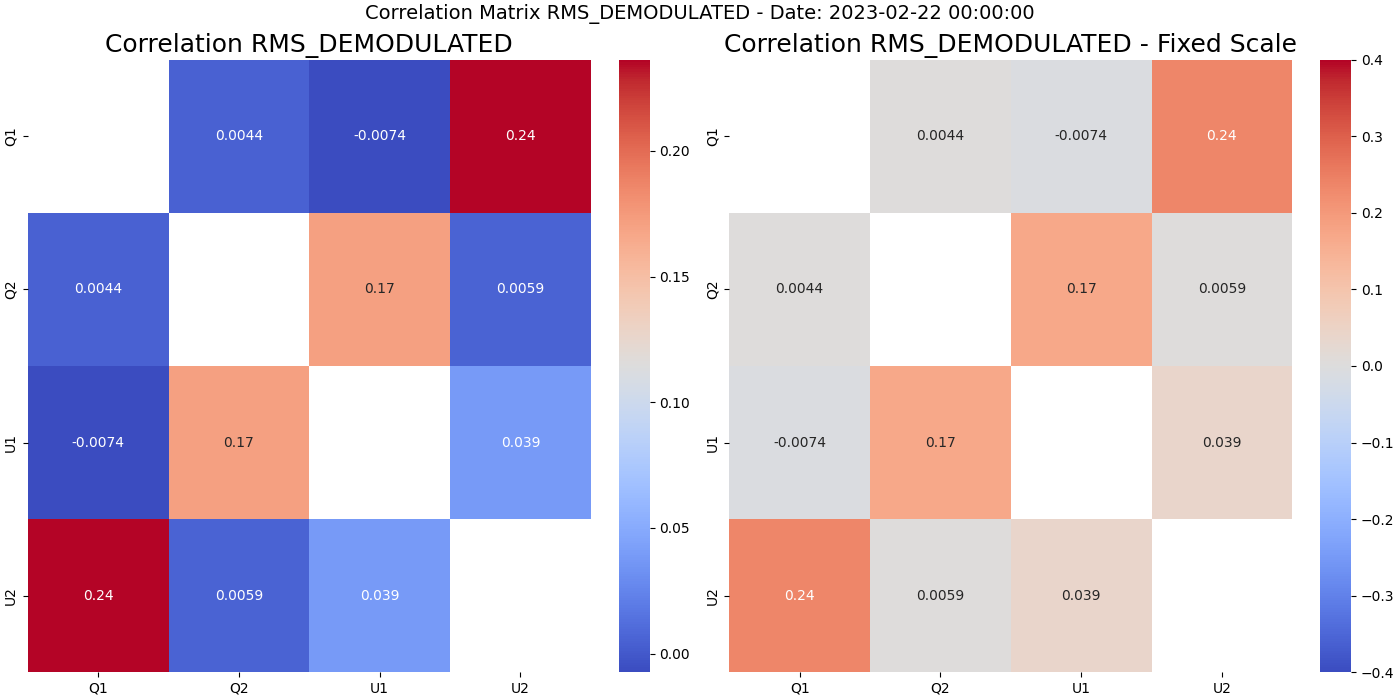 Correlation Matrix RMS_DEMODULATED - Date: 2023-02-22 00:00:00
Correlation RMS_DEMODULATED
Q1
0.0044
-0.0074
0.24
Q2
0.0044
0.17
0.0059
U1
-0.0074
0.17
0.039
U2
0.24
0.0059
0.039
Q1 Q2 U1 U2
0.20
0.15
0.10
0.05
0.00
Correlation RMS_DEMODULATED - Fixed Scale
Q1
0.0044
-0.0074
0.24
Q2
0.0044
0.17
0.0059
U1
-0.0074
0.17
0.039
U2
0.24
0.0059
0.039
Q1 Q2 U1 U2
0.4
0.3
0.2
0.1
0.0
−0.1
−0.2
−0.3
−0.4